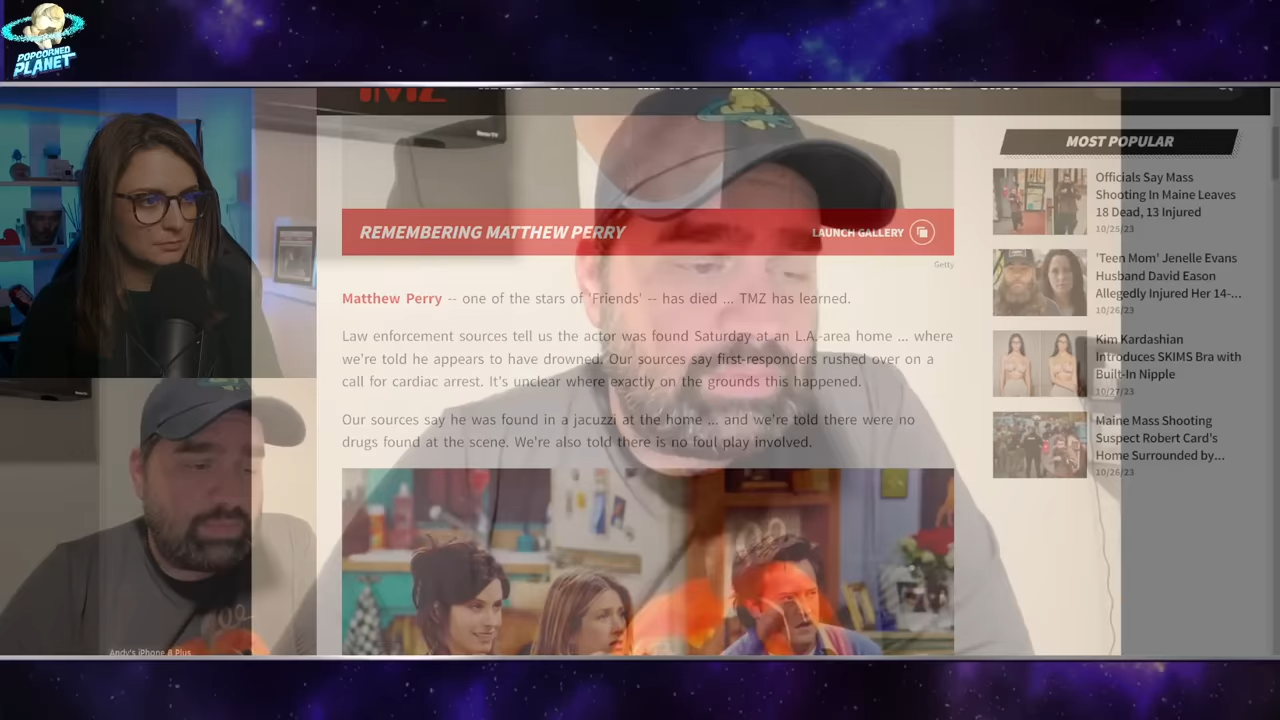 POPCORNED
PLANET
TMZ
MOST POPULAR
Officials Say Mass
Shooting In Maine Leaves
18 Dead, 13 Injured
10/25/23
'Teen Mom' Jenelle Evans
Husband David Eason
Allegedly Injured Her 14-...
10/26/23
Kim Kardashian
Introduces SKIMS Bra with
Built-In Nipple
10/27/23
Maine Mass Shooting
Suspect Robert Card's
Home Surrounded by...
10/26/23
REMEMBERING MATTHEW PERRY
LAUNCH GALLERY
Getty
Matthew Perry -- one of the stars of 'Friends' -- has died ... TMZ has learned.
Law enforcement sources tell us the actor was found Saturday at an L.A.-area home ... where
we're told he appears to have drowned. Our sources say first-responders rushed over on a
call for cardiac arrest. It's unclear where exactly on the grounds this happened.
Our sources say he was found in a jacuzzi at the home ... and we're told there were no
drugs found at the scene. We're also told there is no foul play involved.
Andy's iPhone 8 Plus